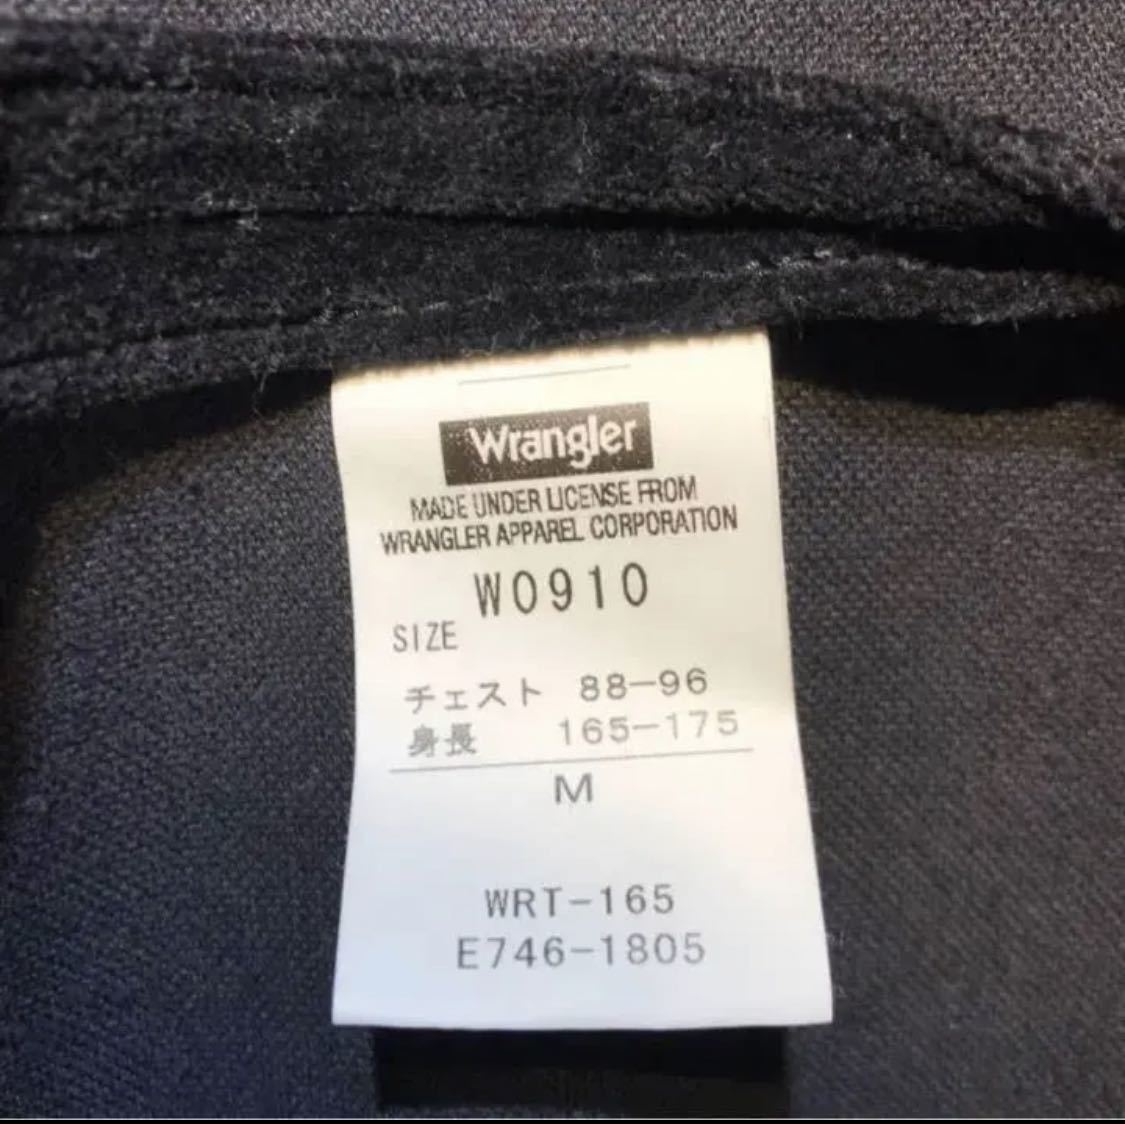 Wrangler
MADE UNDER LICENSE FROM
WRANGLER APPAREL CORPORATION
W0910
SIZE
チェスト 88-96
身長 165-175
M
WRT-165
E746-1805